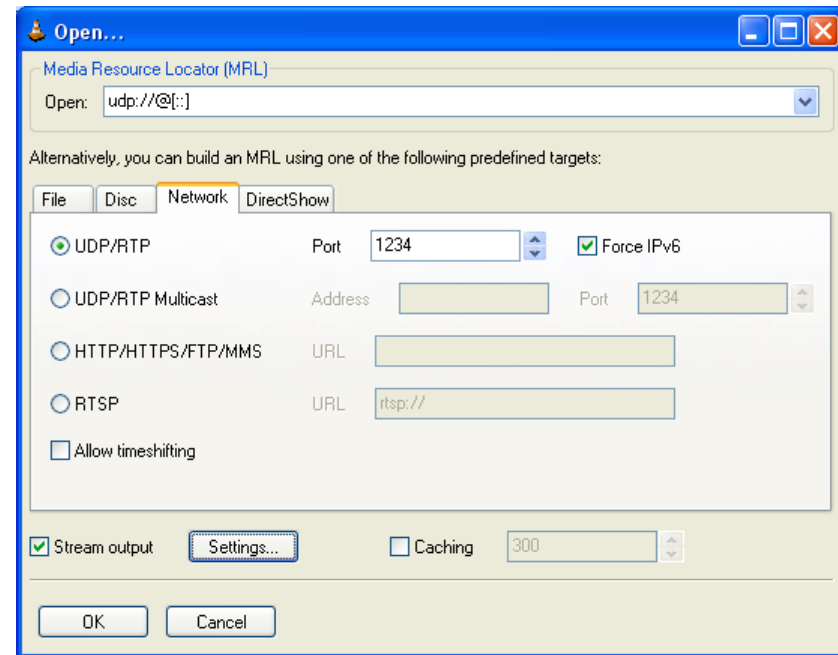 Open...
Media Resource Locator (MRL)
Open: udp://@[::]
Alternatively, you can build an MRL using one of the following predefined targets:
File Disc Network DirectShow
UDP/RTP Port 1234 Force IPv6
UDP/RTP Multicast Address Port 1234
HTTP/HTTPS/FTP/MMS URL
RTSP URL rtsp://
Allow timeshifting
Stream output Settings... Caching 300
OK Cancel